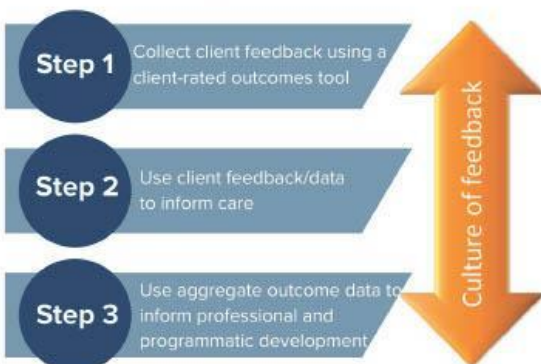 Step 1
Collect client feedback using a
client-rated outcomes tool
Step 2
Use client feedback/data
to inform care
Step 3
Use aggregate outcome data to
inform professional and
programmatic development
Culture of feedback